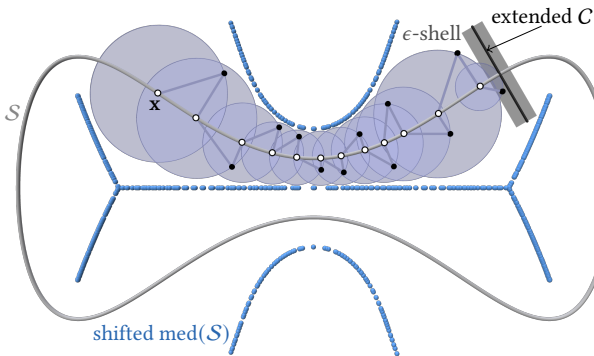 extended C
ϵ-shell
S
x
shifted med(S)